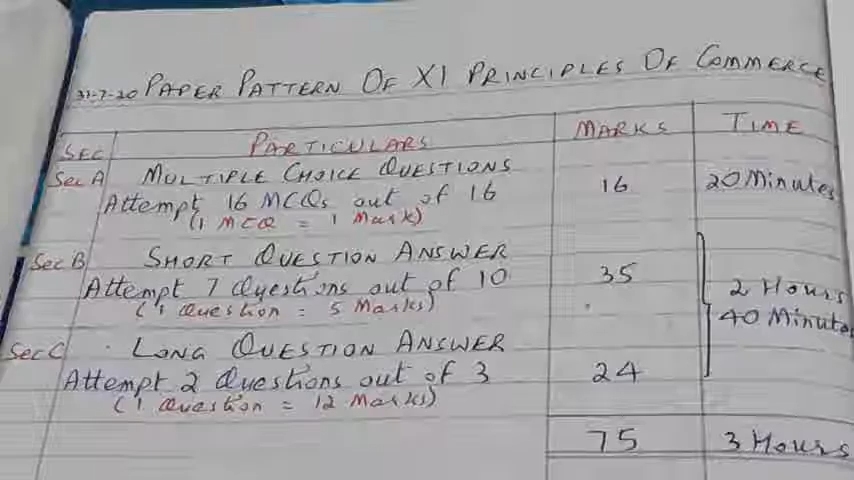 31-7-20 PAPER PATTERN OF XI PRINCIPLES OF COMMERCE
SEC PARTICULARS MARKS TIME
Sec A MULTIPLE CHOICE QUESTIONS
Attempt 16 MCQs out of 16 16 20 Minutes
(1 MCQ = 1 Mark)
Sec B SHORT QUESTION ANSWER
Attempt 7 Questions out of 10 35 2 Hours
(1 Question = 5 Marks) 40 Minutes
Sec C LONG QUESTION ANSWER
Attempt 2 Questions out of 3 24
(1 Question = 12 Marks)
75 3 Hours